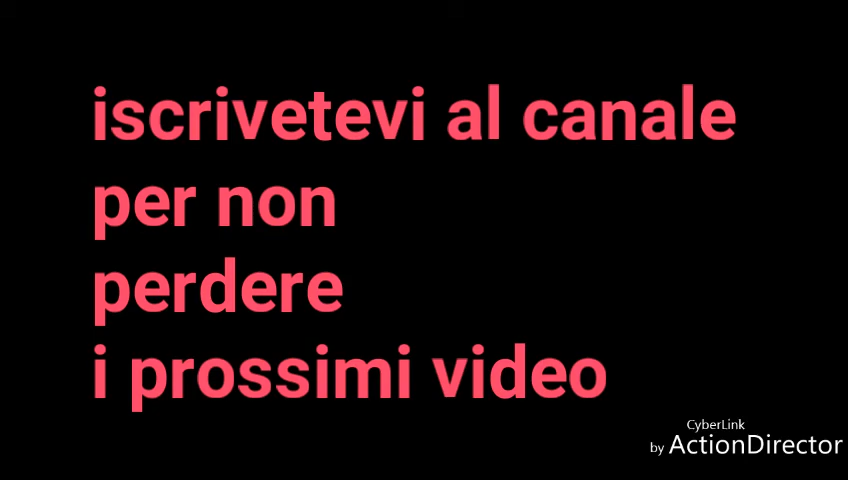 iscrivetevi al canale
per non
perdere
i prossimi video
CyberLink
by ActionDirector